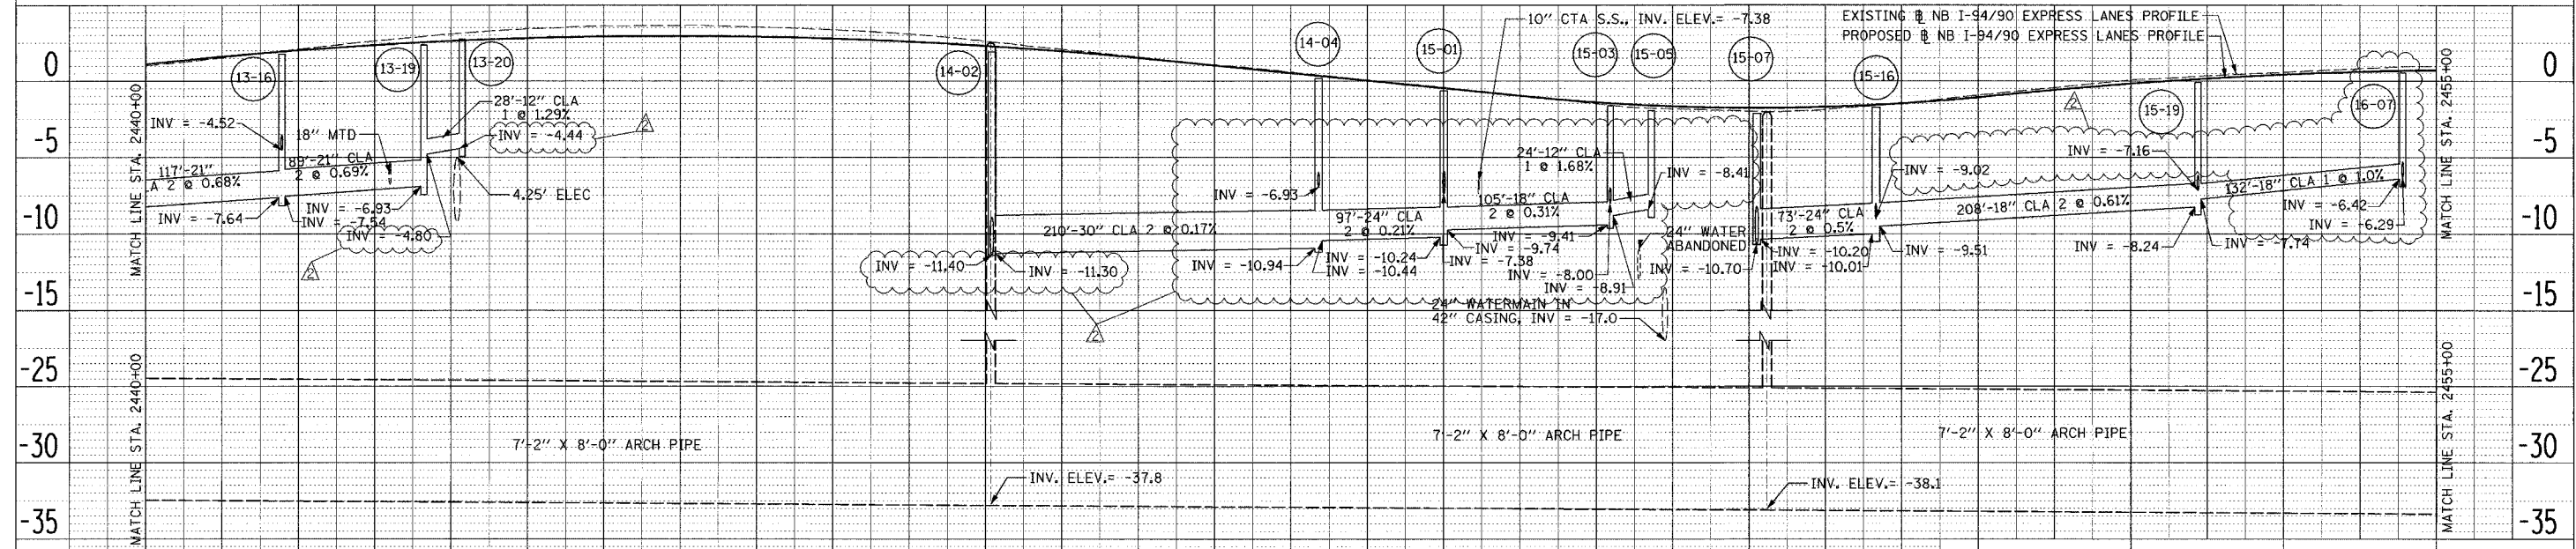 10" CTA S.S., INV. ELEV.= -7.38
EXISTING ℄ NB I-94/90 EXPRESS LANES PROFILE
PROPOSED ℄ NB I-94/90 EXPRESS LANES PROFILE
0
-5
-10
-15
-25
-30
-35
MATCH LINE STA. 2440+00
MATCH LINE STA. 2440+00
13-16
13-19
13-20
14-02
14-04
15-01
15-03
15-05
15-07
15-16
15-19
16-07
INV = -4.52
18" MTD
28'-12" CLA
1 @ 1.29%
INV = -4.44
2
117'-21"
A 2 @ 0.68%
89'-21" CLA
2 @ 0.69%
4.25' ELEC
INV = -7.64
INV = -7.54
INV = -6.93
INV = -4.80
2
INV = -11.40
INV = -11.30
210'-30" CLA 2 @ 0.17%
2
INV = -6.93
INV = -10.94
97'-24" CLA
2 @ 0.21%
INV = -10.24
INV = -10.44
24'-12" CLA
1 @ 1.68%
INV = -8.41
105'-18" CLA
2 @ 0.31%
INV = -9.41
INV = -9.74
INV = -7.38
INV = -8.00
INV = -8.91
24" WATER
ABANDONED
INV = -10.70
24" WATERMAIN IN
42" CASING, INV = -17.0
73'-24" CLA
2 @ 0.5%
INV = -10.20
INV = -10.01
INV = -9.02
INV = -9.51
2
INV = -7.16
208'-18" CLA 2 @ 0.61%
132'-18" CLA 1 @ 1.0%
INV = -8.24
INV = -7.74
INV = -6.42
INV = -6.29
7'-2" X 8'-0" ARCH PIPE
7'-2" X 8'-0" ARCH PIPE
7'-2" X 8'-0" ARCH PIPE
INV. ELEV.= -37.8
INV. ELEV.= -38.1
MATCH LINE STA. 2455+00
MATCH LINE STA. 2455+00
0
-5
-10
-15
-25
-30
-35